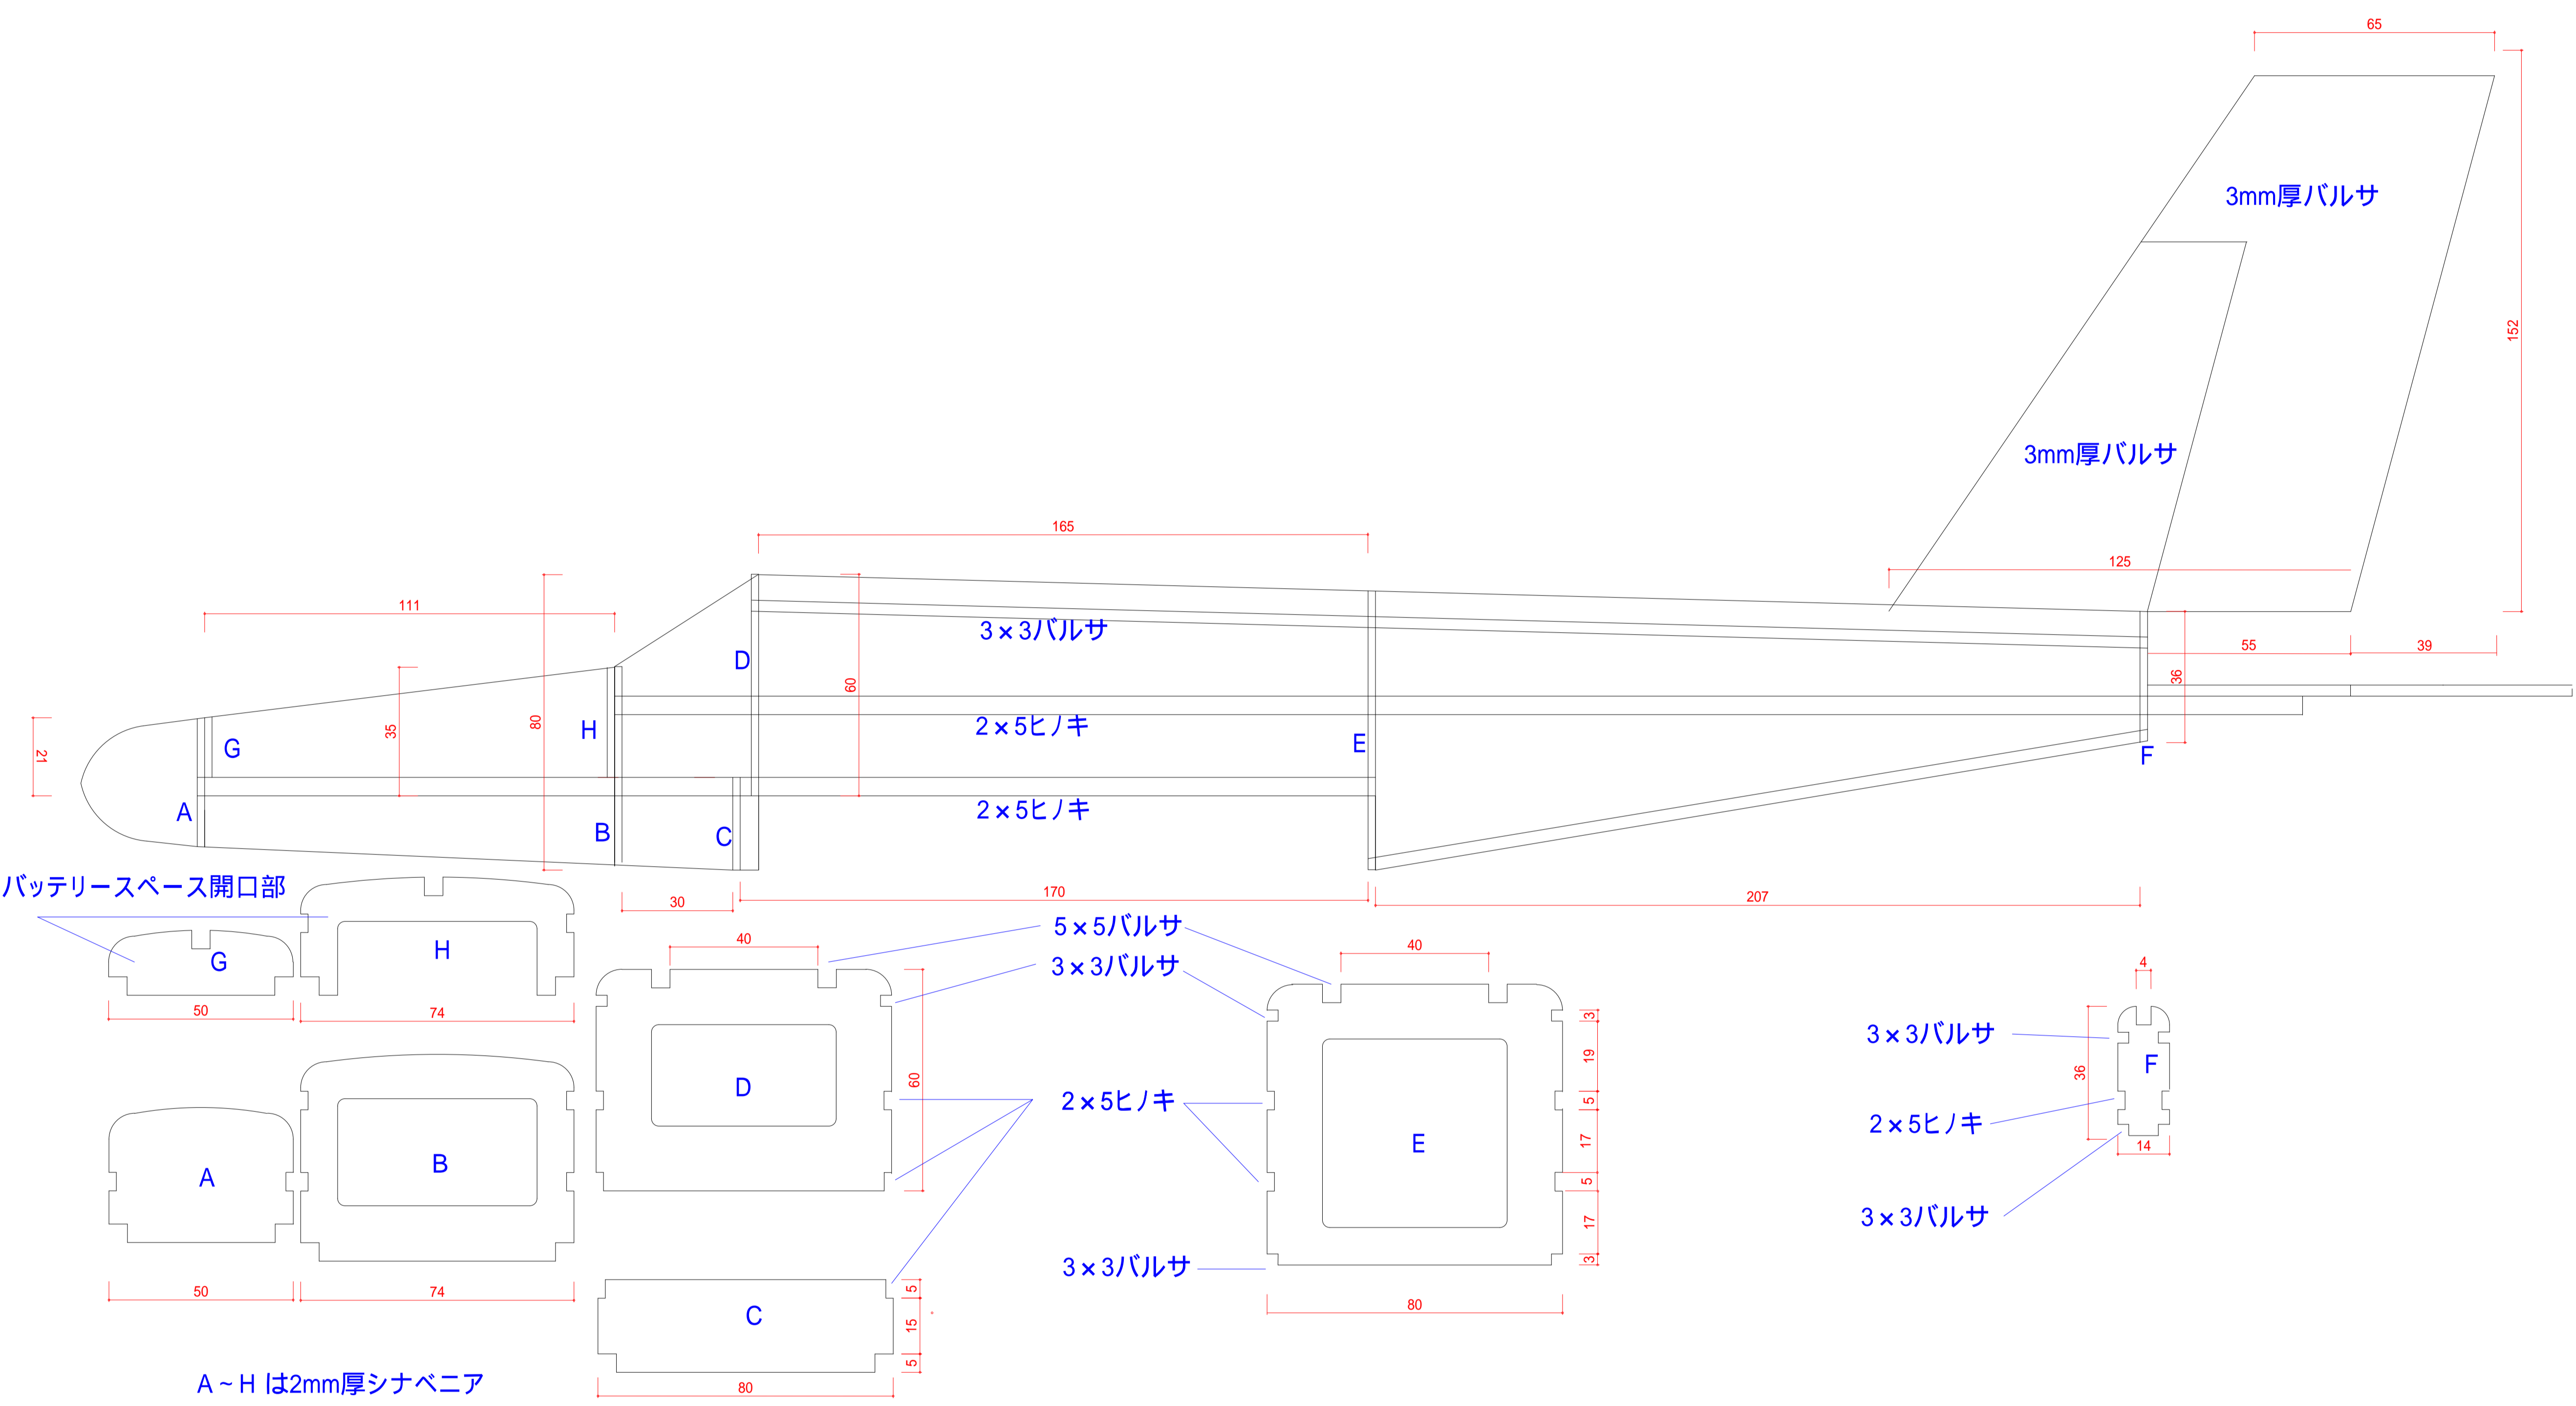 65
152
3mm厚バルサ
3mm厚バルサ
165
125
111
3×3バルサ
D
55
39
36
60
80
35
21
H
G
2×5ヒノキ
E
F
A
B
C
2×5ヒノキ
バッテリースペース開口部
30
170
207
G
H
50
74
40
5×5バルサ
3×3バルサ
40
4
D
60
2×5ヒノキ
E
3
19
5
17
5
17
3
3×3バルサ
F
36
2×5ヒノキ
14
3×3バルサ
A
B
50
74
3×3バルサ
80
C
5
15
5
80
A~H は2mm厚シナベニア